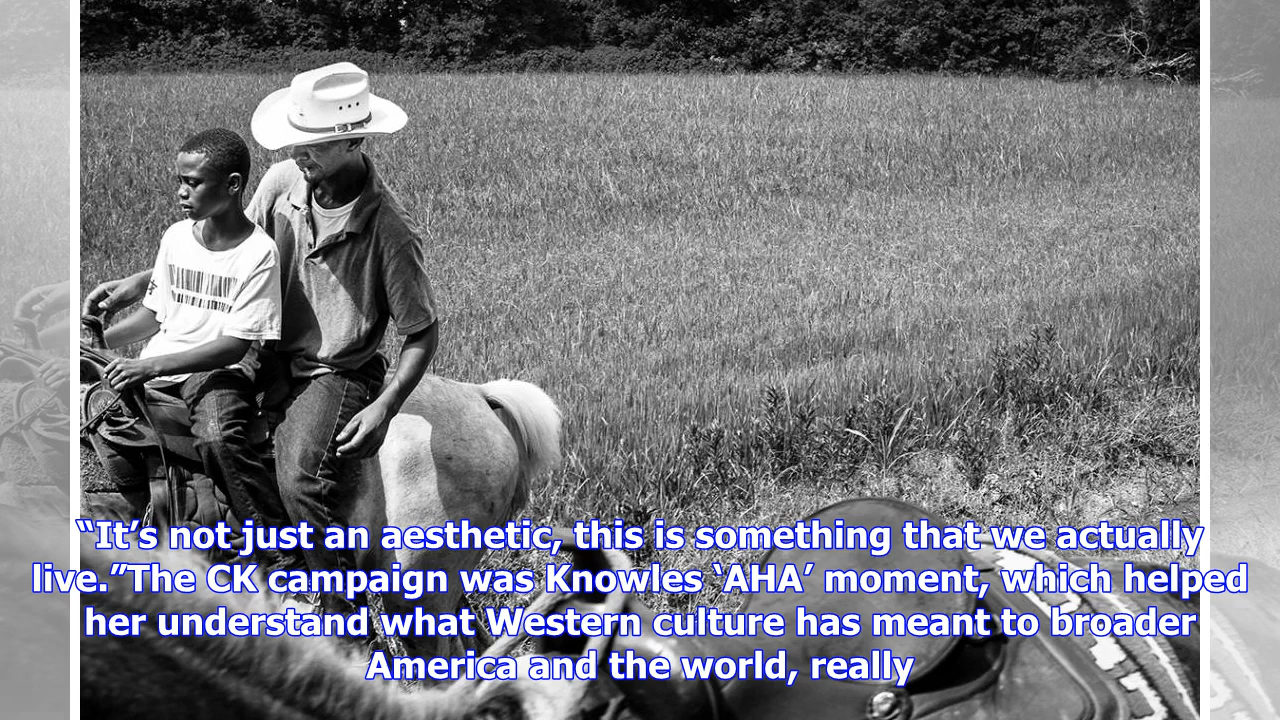 “It’s not just an aesthetic, this is something that we actually
live.”The CK campaign was Knowles ‘AHA’ moment, which helped
her understand what Western culture has meant to broader
America and the world, really